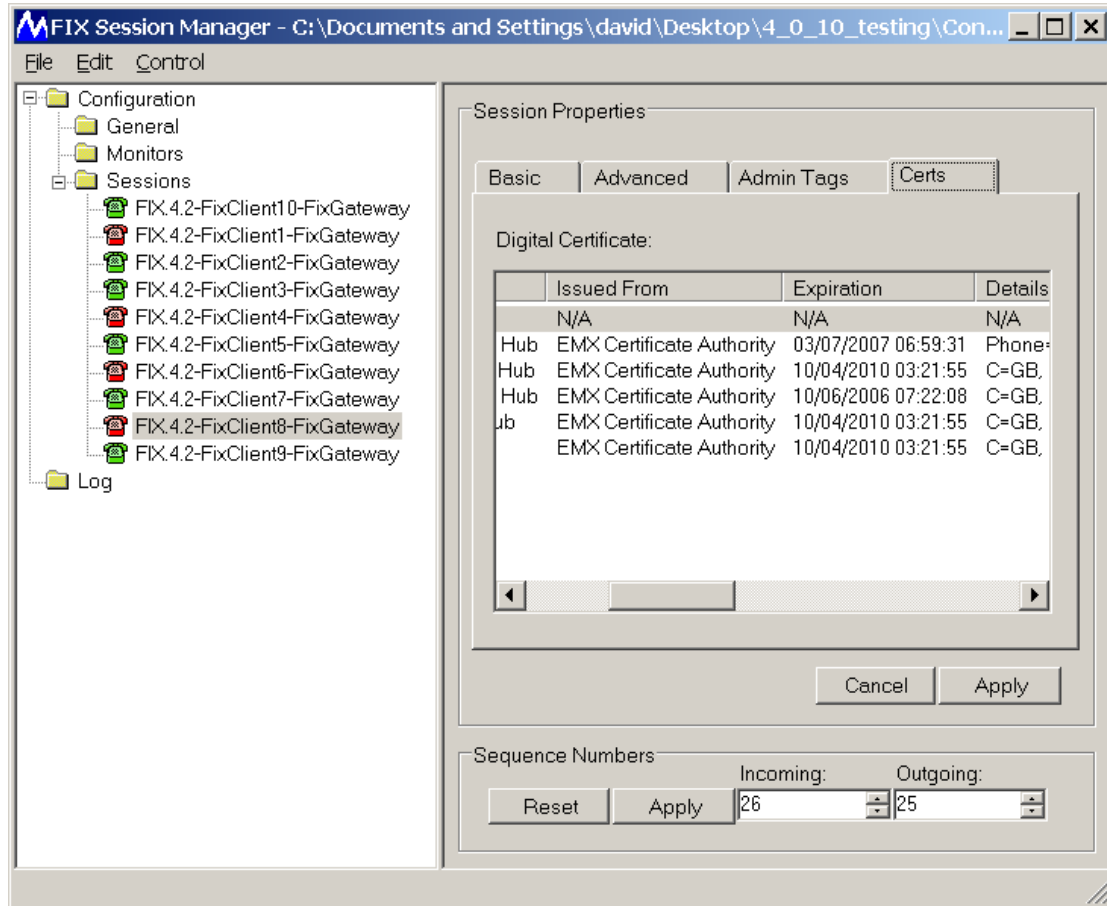 FIX Session Manager - C:\Documents and Settings\david\Desktop\4_0_10_testing\Con...
File Edit Control
Configuration
General
Monitors
Sessions
FIX.4.2-FixClient10-FixGateway
FIX.4.2-FixClient1-FixGateway
FIX.4.2-FixClient2-FixGateway
FIX.4.2-FixClient3-FixGateway
FIX.4.2-FixClient4-FixGateway
FIX.4.2-FixClient5-FixGateway
FIX.4.2-FixClient6-FixGateway
FIX.4.2-FixClient7-FixGateway
FIX.4.2-FixClient8-FixGateway
FIX.4.2-FixClient9-FixGateway
Log
Session Properties
Basic Advanced Admin Tags Certs
Digital Certificate:
Issued From Expiration Details
N/A N/A N/A
Hub EMX Certificate Authority 03/07/2007 06:59:31 Phone=
Hub EMX Certificate Authority 10/04/2010 03:21:55 C=GB,
Hub EMX Certificate Authority 10/06/2006 07:22:08 C=GB,
ub EMX Certificate Authority 10/04/2010 03:21:55 C=GB,
EMX Certificate Authority 10/04/2010 03:21:55 C=GB,
Cancel Apply
Sequence Numbers
Incoming: Outgoing:
Reset Apply 26 25